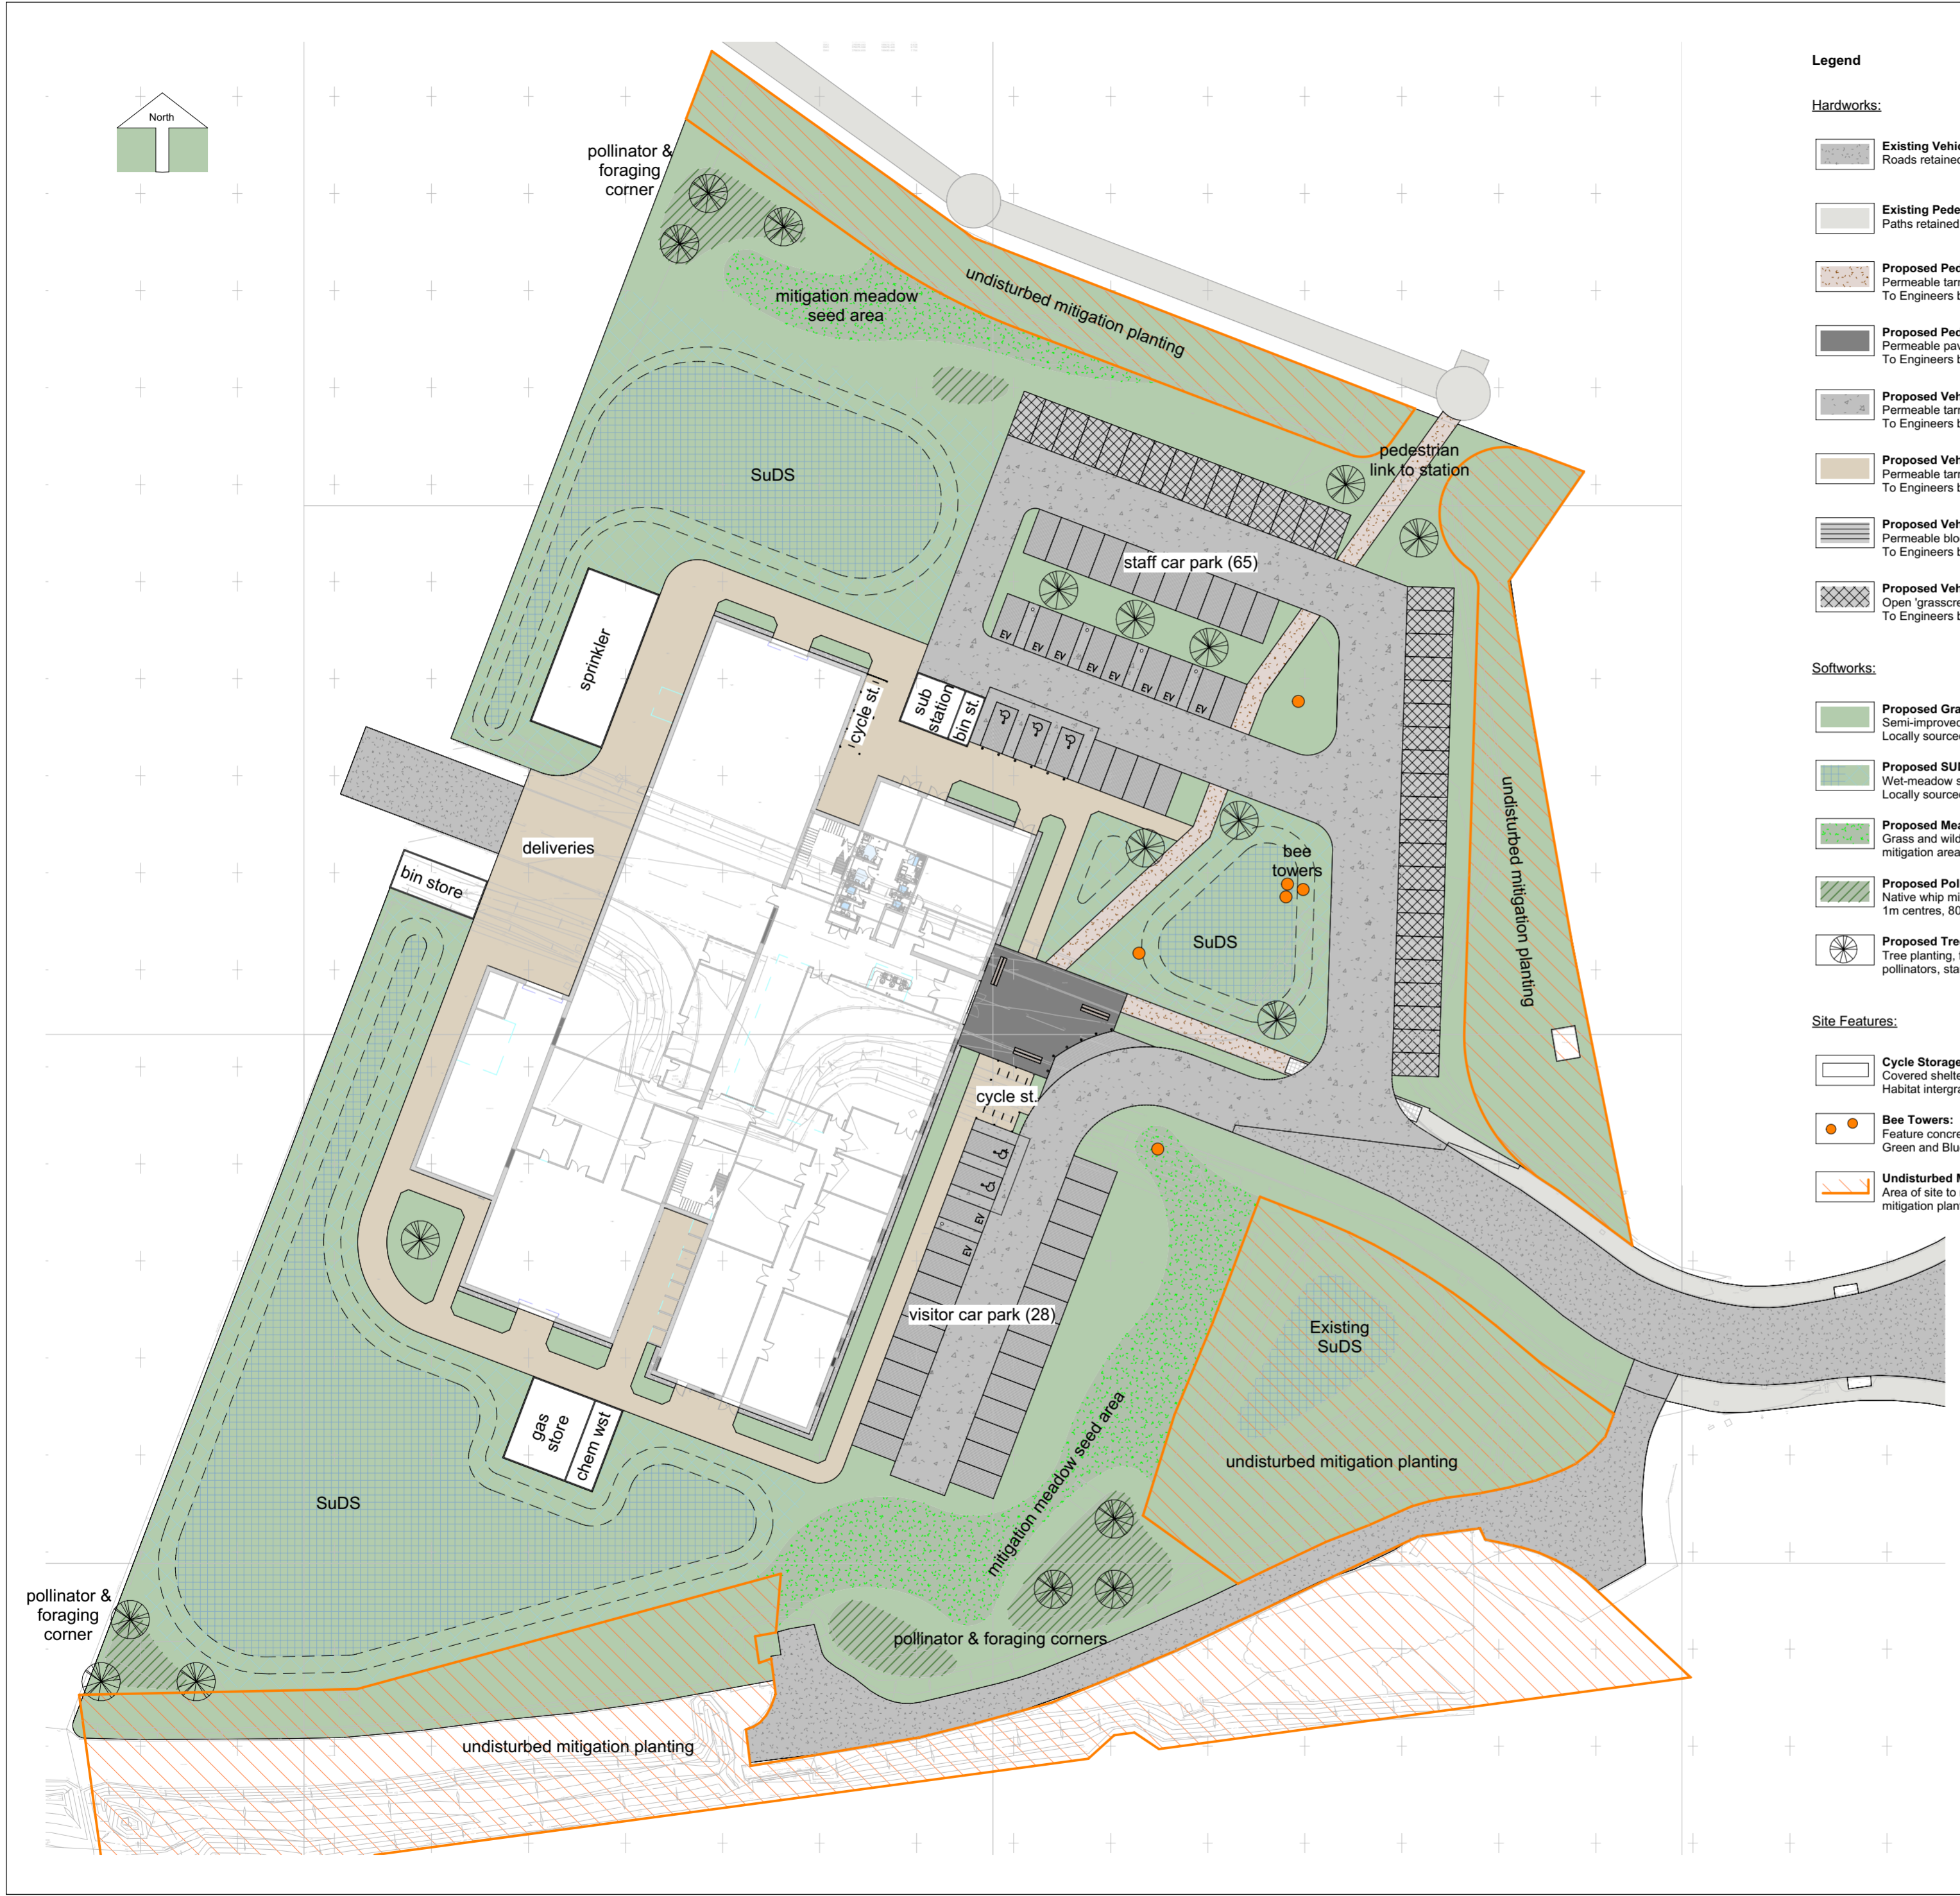 North
pollinator &
foraging
corner
mitigation meadow
seed area
undisturbed mitigation planting
SuDS
pedestrian
link to station
staff car park (65)
EV
EV
EV
EV
EV
EV
EV
EV
sprinkler
cycle st.
sub
station
bin st.
deliveries
bin store
bee
towers
SuDS
undisturbed mitigation planting
cycle st.
EV
EV
visitor car park (28)
Existing
SuDS
undisturbed mitigation planting
mitigation meadow seed area
gas
store
chem wst
SuDS
pollinator &
foraging
corner
pollinator & foraging corners
undisturbed mitigation planting
Legend
Hardworks:
Existing Vehi
Roads retained
Existing Pede
Paths retained
Proposed Ped
Permeable tarr
To Engineers
Proposed Ped
Permeable pav
To Engineers
Proposed Veh
Permeable tarr
To Engineers
Proposed Veh
Permeable tarr
To Engineers
Proposed Veh
Permeable blo
To Engineers
Proposed Veh
Open 'grasscre
To Engineers
Softworks:
Proposed Gra
Semi-improved
Locally source
Proposed SU
Wet-meadow s
Locally source
Proposed Mea
Grass and wild
mitigation area
Proposed Pol
Native whip mi
1m centres, 80
Proposed Tre
Tree planting,
pollinators, sta
Site Features:
Cycle Storage
Covered shelte
Habitat intergra
Bee Towers:
Feature concre
Green and Blu
Undisturbed M
Area of site to
mitigation plan